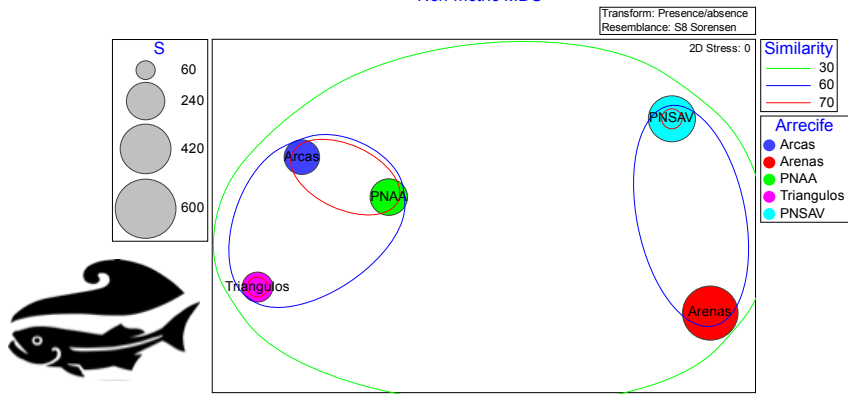 Non-metric MDS
Transform: Presence/absence
Resemblance: S8 Sorensen
2D Stress: 0
S
60
240
420
600
Similarity
30
60
70
Arrecife
Arcas
Arenas
PNAA
Triangulos
PNSAV
PNSAV
Arcas
PNAA
Triangulos
Arenas